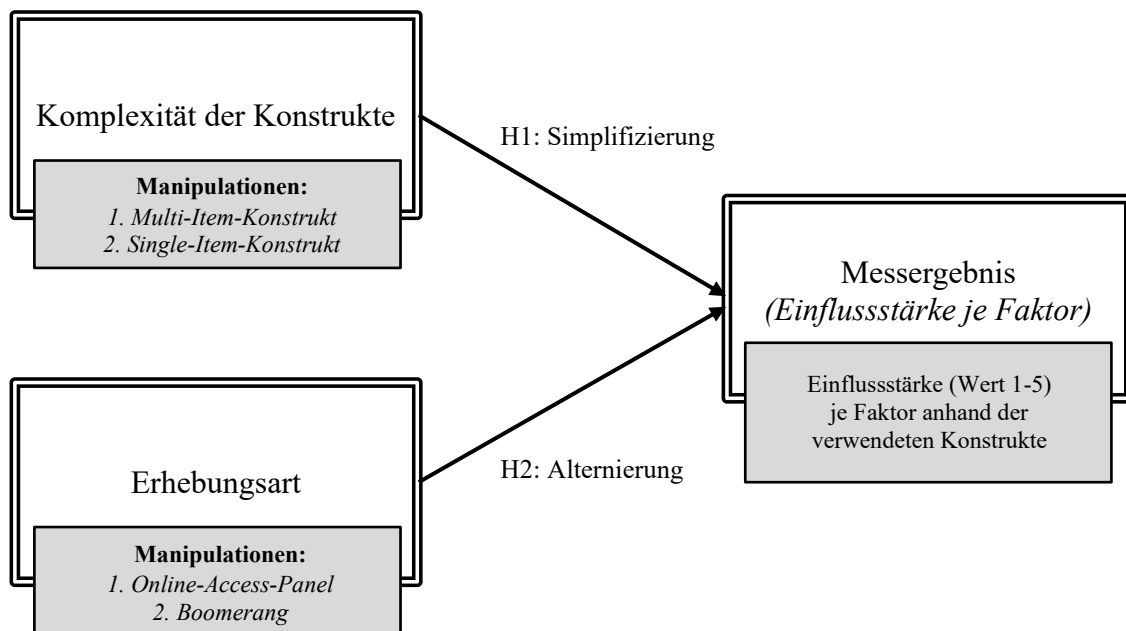 Komplexität der Konstrukte
Manipulationen:
1. Multi-Item-Konstrukt
2. Single-Item-Konstrukt
H1: Simplifizierung
Messergebnis
(Einflussstärke je Faktor)
Einflussstärke (Wert 1-5)
je Faktor anhand der
verwendeten Konstrukte
H2: Alternierung
Erhebungsart
Manipulationen:
1. Online-Access-Panel
2. Boomerang